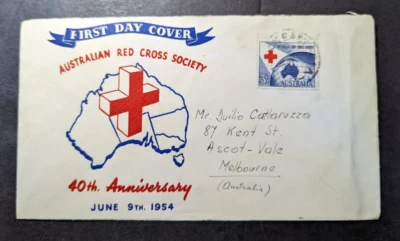 FIRST DAY COVER
AUSTRALIAN RED CROSS SOCIETY
AUSTRALIA
Mr. Duilio Cattaruzza
87 Kent St.
Ascot-Vale
Melbourne
(Australia)
40th. Anniversary
JUNE 9TH. 1954